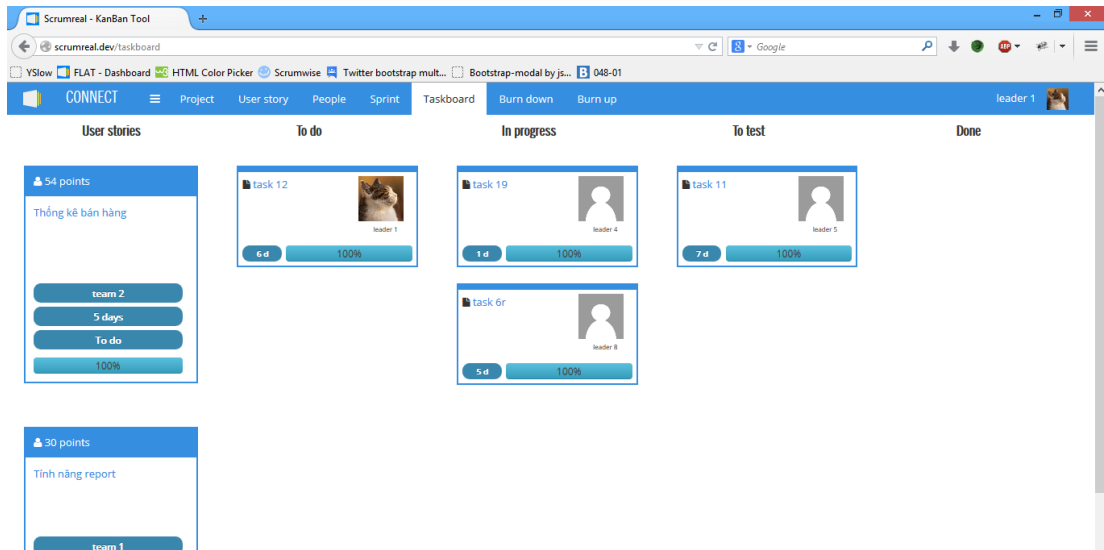 Scrumreal - KanBan Tool
scrumreal.dev/taskboard
Google
YSlow FLAT - Dashboard HTML Color Picker Scrumwise Twitter bootstrap mult... Bootstrap-modal by js... B 048-01
CONNECT Project User story People Sprint Taskboard Burn down Burn up leader 1
User stories To do In progress To test Done
54 points
Thống kê bán hàng
team 2
5 days
To do
100%
task 12
leader 1
6 d 100%
task 19
leader 4
1 d 100%
task 6r
leader 8
5 d 100%
task 11
leader 5
7 d 100%
30 points
Tính năng report
team 1